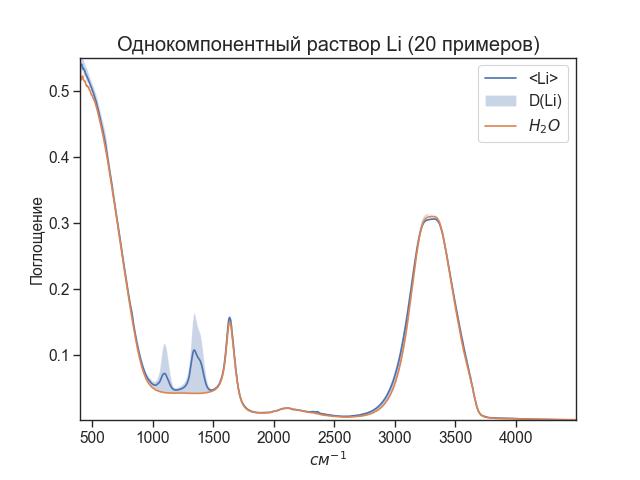 Однокомпонентный раствор Li (20 примеров)
<Li>
D(Li)
H₂O
Поглощение
0.5
0.4
0.3
0.2
0.1
500 1000 1500 2000 2500 3000 3500 4000
см⁻¹